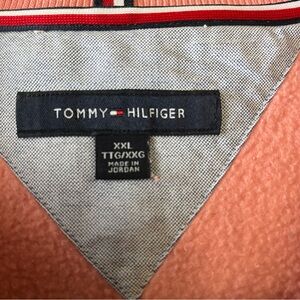 TOMMY HILFIGER
XXL
TTG/XXG
MADE IN
JORDAN